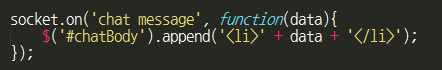 socket.on('chat message', function(data){
    $('#chatBody').append('<li>' + data + '</li>');
});